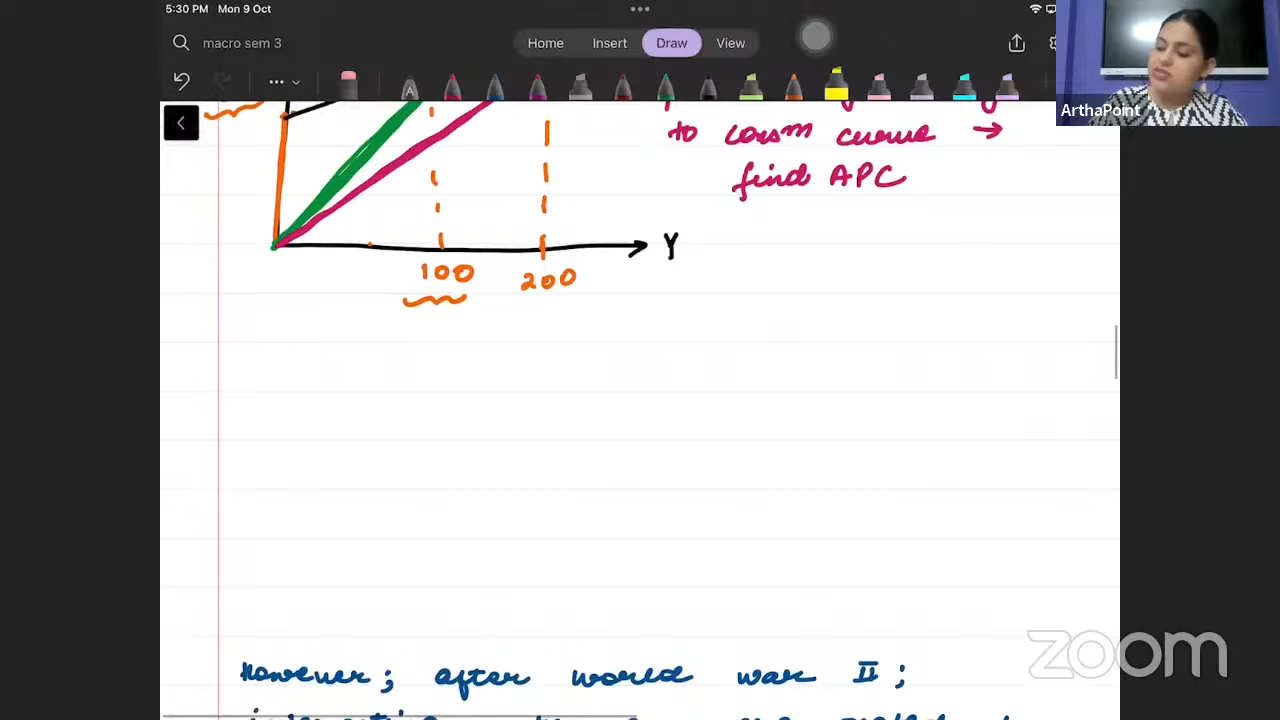 5:30 PM Mon 9 Oct
macro sem 3
Home Insert Draw View
A
ArthaPoint
to consm curve →
find APC
Y
100 200
zoom
However; after world war II;